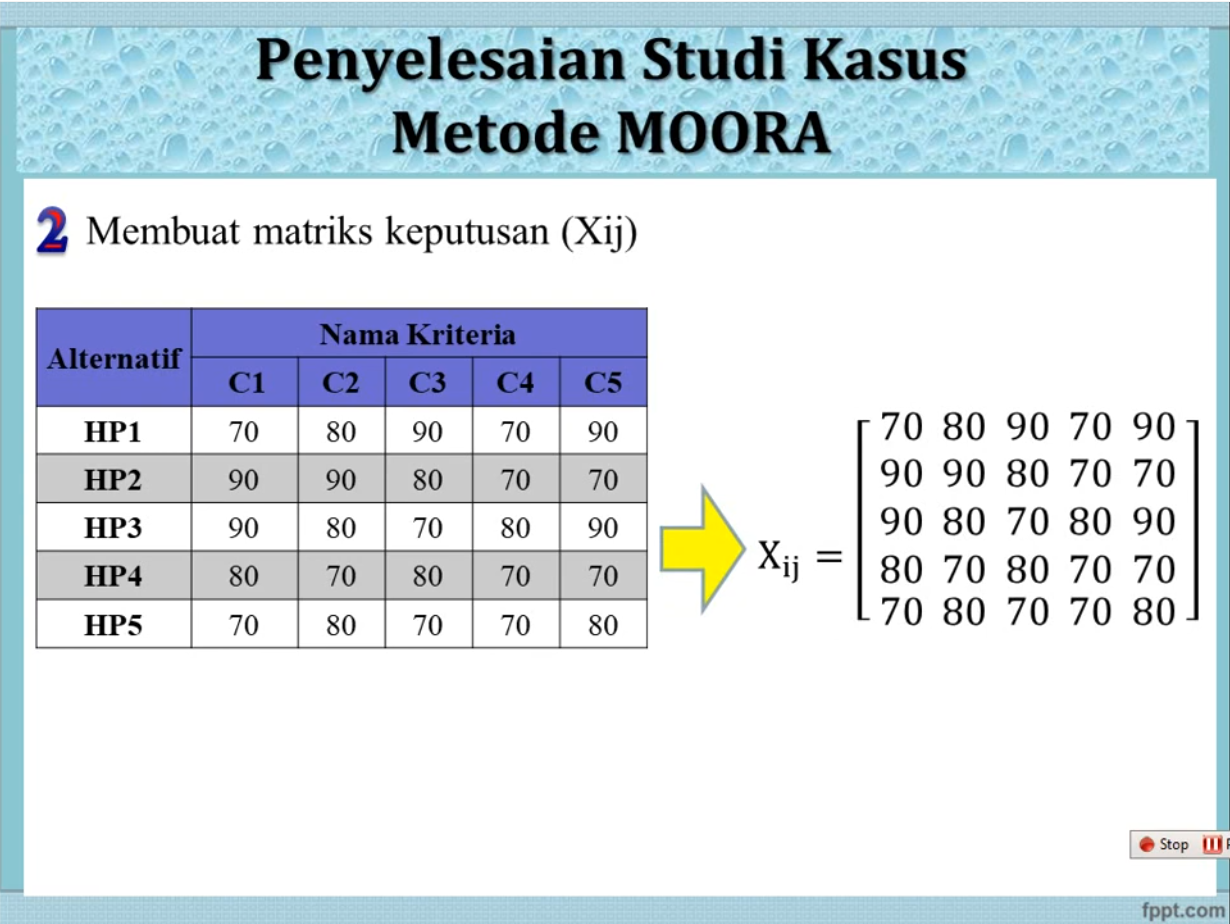 Penyelesaian Studi Kasus
Metode MOORA
2 Membuat matriks keputusan (Xij)
Alternatif Nama Kriteria
C1 C2 C3 C4 C5
HP1 70 80 90 70 90
HP2 90 90 80 70 70
HP3 90 80 70 80 90
HP4 80 70 80 70 70
HP5 70 80 70 70 80
Xij =
70 80 90 70 90
90 90 80 70 70
90 80 70 80 90
80 70 80 70 70
70 80 70 70 80
Stop
fppt.com